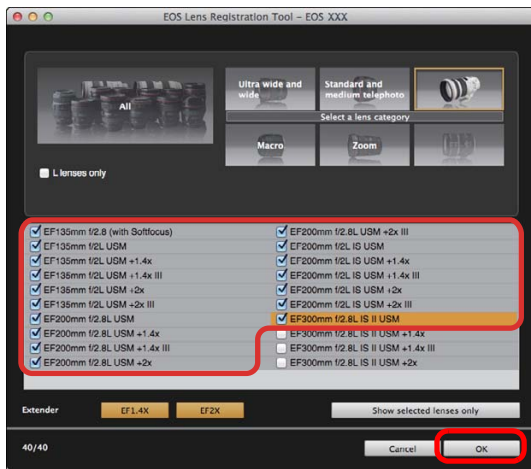 EOS Lens Registration Tool - EOS XXX
All
Ultra wide and
wide
Standard and
medium telephoto
Select a lens category
Macro
Zoom
L lenses only
EF135mm f/2.8 (with Softfocus)
EF135mm f/2L USM
EF135mm f/2L USM +1.4x
EF135mm f/2L USM +1.4x III
EF135mm f/2L USM +2x
EF135mm f/2L USM +2x III
EF200mm f/2.8L USM
EF200mm f/2.8L USM +1.4x
EF200mm f/2.8L USM +1.4x III
EF200mm f/2.8L USM +2x
EF200mm f/2.8L USM +2x III
EF200mm f/2L IS USM
EF200mm f/2L IS USM +1.4x
EF200mm f/2L IS USM +1.4x III
EF200mm f/2L IS USM +2x
EF200mm f/2L IS USM +2x III
EF300mm f/2.8L IS II USM
EF300mm f/2.8L IS II USM +1.4x
EF300mm f/2.8L IS II USM +1.4x III
EF300mm f/2.8L IS II USM +2x
Extender
EF1.4X
EF2X
Show selected lenses only
40/40
Cancel
OK